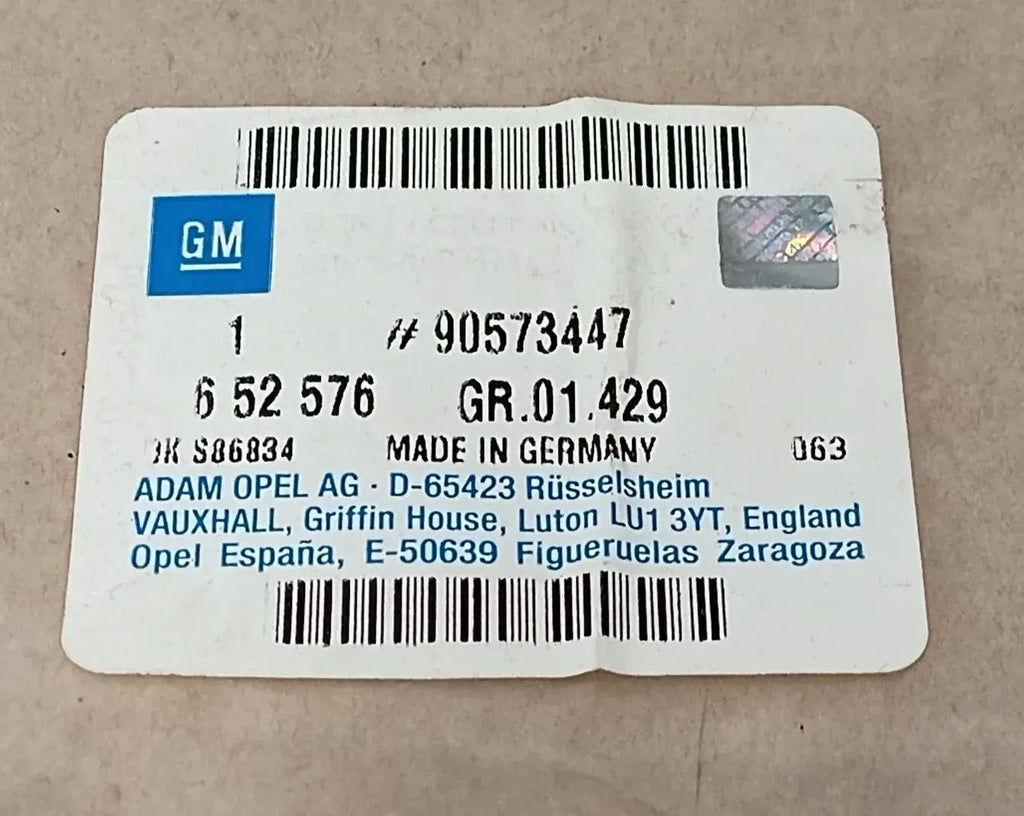 GM
1 # 90573447
6 52 576 GR.01.429
S86834 MADE IN GERMANY 063
ADAM OPEL AG · D-65423 Rüsselsheim
VAUXHALL, Griffin House, Luton LU1 3YT, England
Opel España, E-50639 Figueruelas Zaragoza